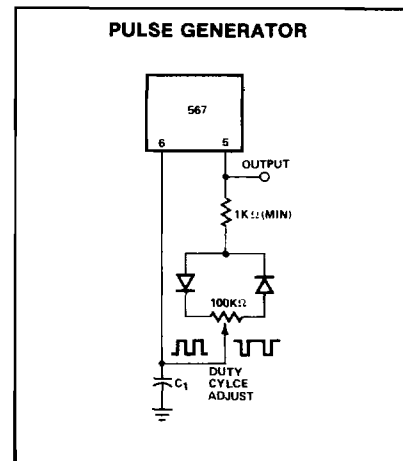 PULSE GENERATOR
567
6 5
OUTPUT
1KΩ(MIN)
100KΩ
DUTY
CYLCE
ADJUST
C1